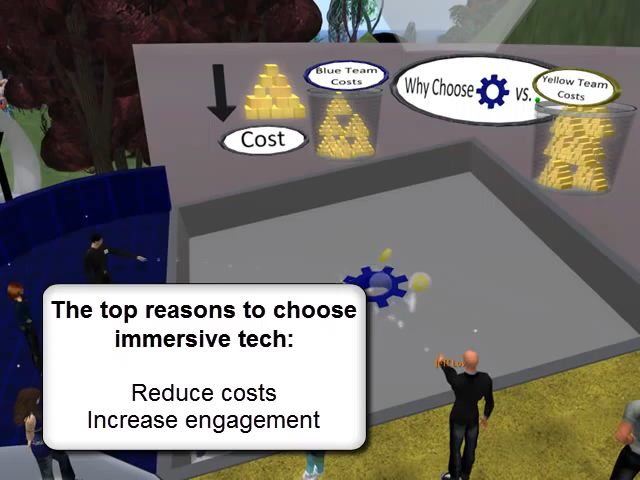 Blue Team
Costs
Cost
Why Choose vs.
Yellow Team
Costs
The top reasons to choose
immersive tech:
Reduce costs
Increase engagement